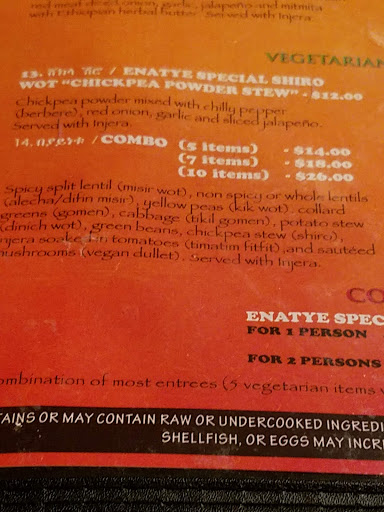 red meat diced onion, garlic, jalapeño and mitmita
with Ethiopian herbal butter. Served with Injera.
VEGETARIAN
13. ሽሮ / ENATYE SPECIAL SHIRO
WOT "CHICKPEA POWDER STEW" - $12.00
Chickpea powder mixed with chilly pepper
(berbere), red onion, garlic and sliced jalapeño.
Served with Injera.
14. በያይነቱ / COMBO (5 items) - $14.00
(7 items) - $18.00
(10 items) - $26.00
Spicy split lentil (misir wot), non spicy or whole lentils
(alecha/difin misir), yellow peas (kik wot). collard
greens (gomen), cabbage (tikil gomen), potato stew
(dinich wot), green beans, chickpea stew (shiro),
njera tomatoes (timatim fitfit), and sautéed
mushrooms (vegan dullet). Served with Injera.
CO
ENATYE SPEC
FOR 1 PERSON
FOR 2 PERSONS
ombination of most entrees (5 vegetarian items
TAINS OR MAY CONTAIN RAW OR UNDERCOOKED INGREDI
SHELLFISH, OR EGGS MAY INCR